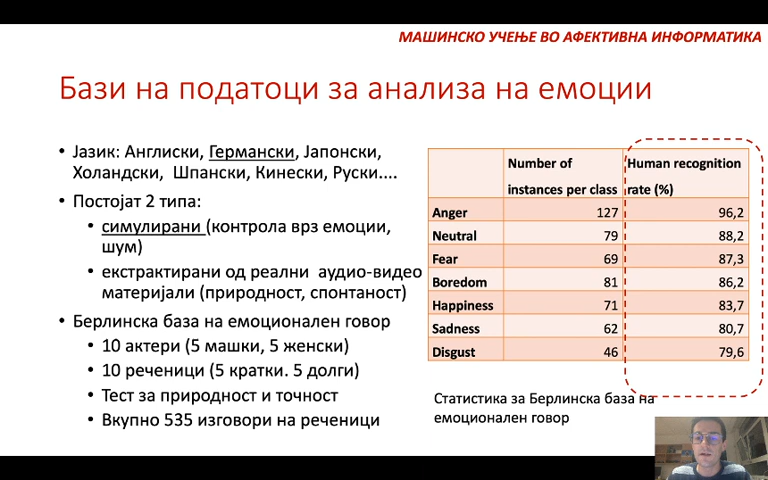 МАШИНСКО УЧЕЊЕ ВО АФЕКТИВНА ИНФОРМАТИКА
Бази на податоци за анализа на емоции
• Јазик: Англиски, Германски, Јапонски,
Холандски, Шпански, Кинески, Руски....
• Постојат 2 типа:
• симулирани (контрола врз емоции,
шум)
• екстрактирани од реални аудио-видео
материјали (природност, спонтаност)
• Берлинска база на емоционален говор
• 10 актери (5 машки, 5 женски)
• 10 реченици (5 кратки. 5 долги)
• Тест за природност и точност
• Вкупно 535 изговори на реченици
Number of Human recognition
instances per class rate (%)
Anger 127 96,2
Neutral 79 88,2
Fear 69 87,3
Boredom 81 86,2
Happiness 71 83,7
Sadness 62 80,7
Disgust 46 79,6
Статистика за Берлинска база на
емоционален говор